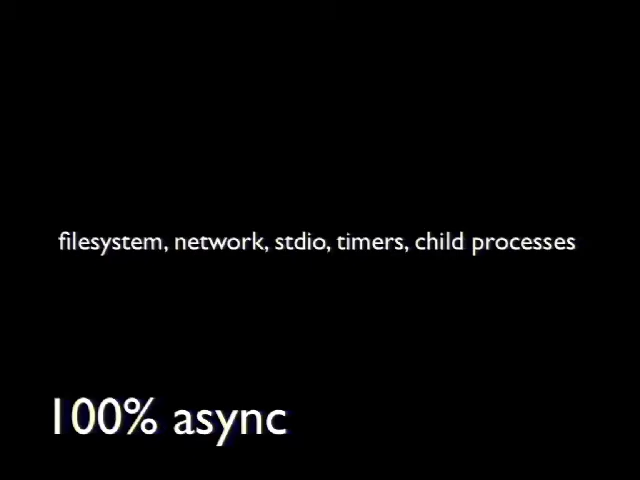 filesystem, network, stdio, timers, child processes
100% async